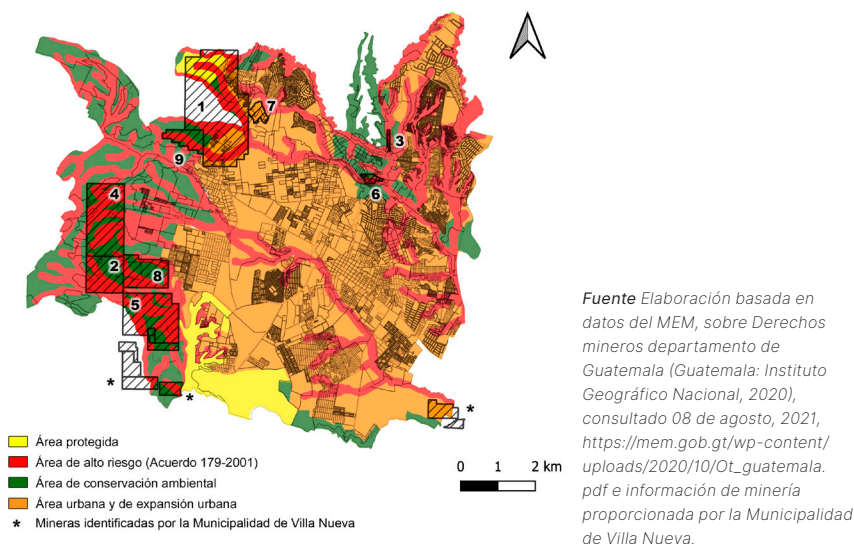 1
7
3
9
6
4
2
8
5
*
*
*
Fuente Elaboración basada en
datos del MEM, sobre Derechos
mineros departamento de
Guatemala (Guatemala: Instituto
Geográfico Nacional, 2020),
consultado 08 de agosto, 2021,
https://mem.gob.gt/wp-content/
uploads/2020/10/Ot_guatemala.
pdf e información de minería
proporcionada por la Municipalidad
de Villa Nueva.
Área protegida
Área de alto riesgo (Acuerdo 179-2001)
Área de conservación ambiental
Área urbana y de expansión urbana
* Mineras identificadas por la Municipalidad de Villa Nueva
0 1 2 km